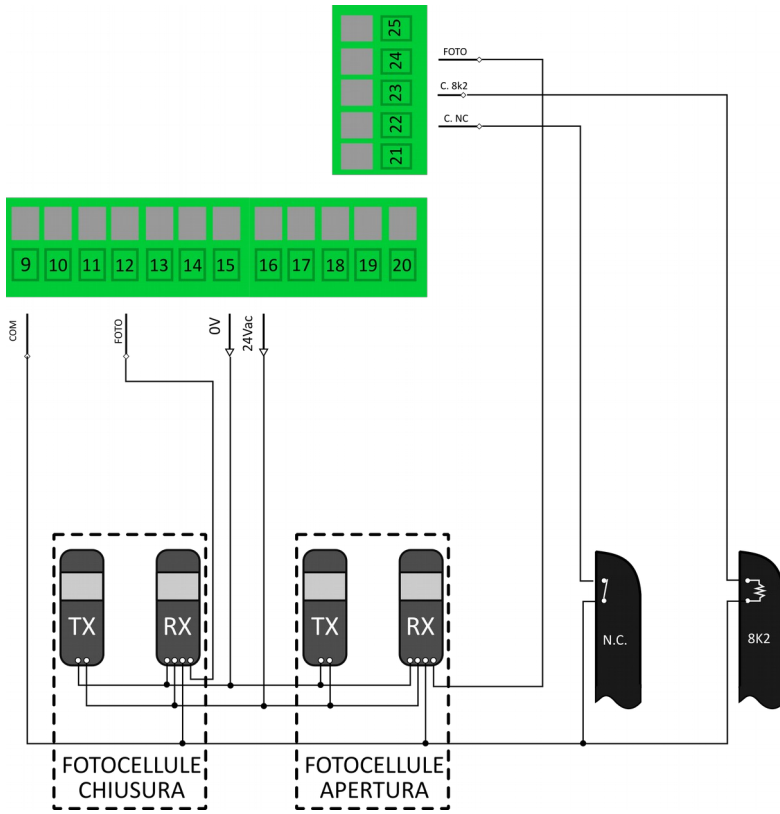 25
24
23
22
21
FOTO
C. 8k2
C. NC
9 10 11 12 13 14 15 16 17 18 19 20
COM
FOTO
0V
24Vac
TX
RX
TX
RX
N.C.
8K2
FOTOCELLULE
CHIUSURA
FOTOCELLULE
APERTURA